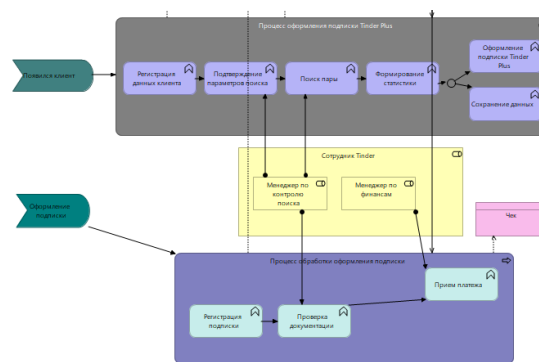 Процесс оформления подписки Tinder Plus
Появился клиент
Регистрация
данных клиента
Подтверждение
параметров поиска
Поиск пары
Формирование
статистики
Оформление
подписки Tinder
Plus
Сохранение данных
Сотрудник Tinder
Менеджер по
контролю
поиска
Менеджер по
финансам
Оформление
подписки
Чек
Процесс обработки оформление подписки
Прием платежа
Регистрация
подписки
Проверка
документации